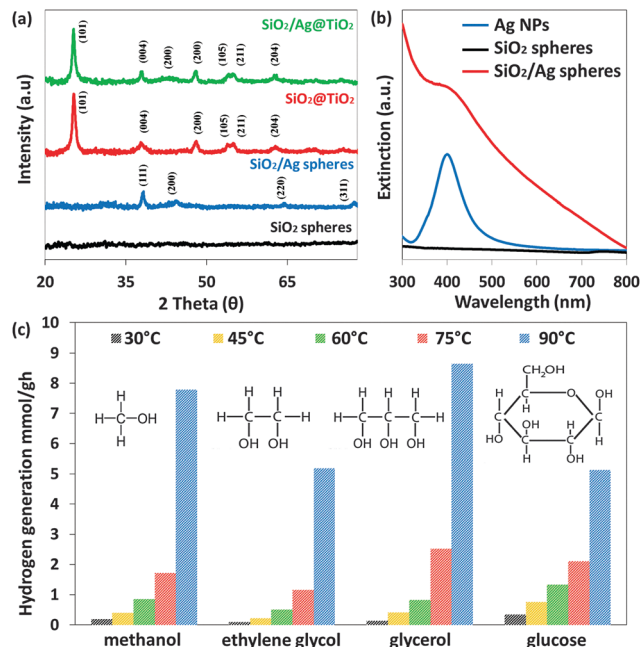 (a)
Intensity (a.u)
SiO₂/Ag@TiO₂
(101)
(004)
(200)
(200)
(105)
(211)
(204)
SiO₂@TiO₂
(101)
(004)
(200)
(105)
(211)
(204)
SiO₂/Ag spheres
(111)
(200)
(220)
(311)
SiO₂ spheres
20 35 50 65
2 Theta (θ)
(b)
Extinction (a.u.)
Ag NPs
SiO₂ spheres
SiO₂/Ag spheres
300 400 500 600 700 800
Wavelength (nm)
(c)
Hydrogen generation mmol/gh
10
9
8
7
6
5
4
3
2
1
0
30°C 45°C 60°C 75°C 90°C
H
H C OH
H
H H
H C C H
OH OH
H H H
H C C C H
OH OH OH
CH₂OH
H C O OH
C H C
HO OH H H
C C
H OH
methanol ethylene glycol glycerol glucose